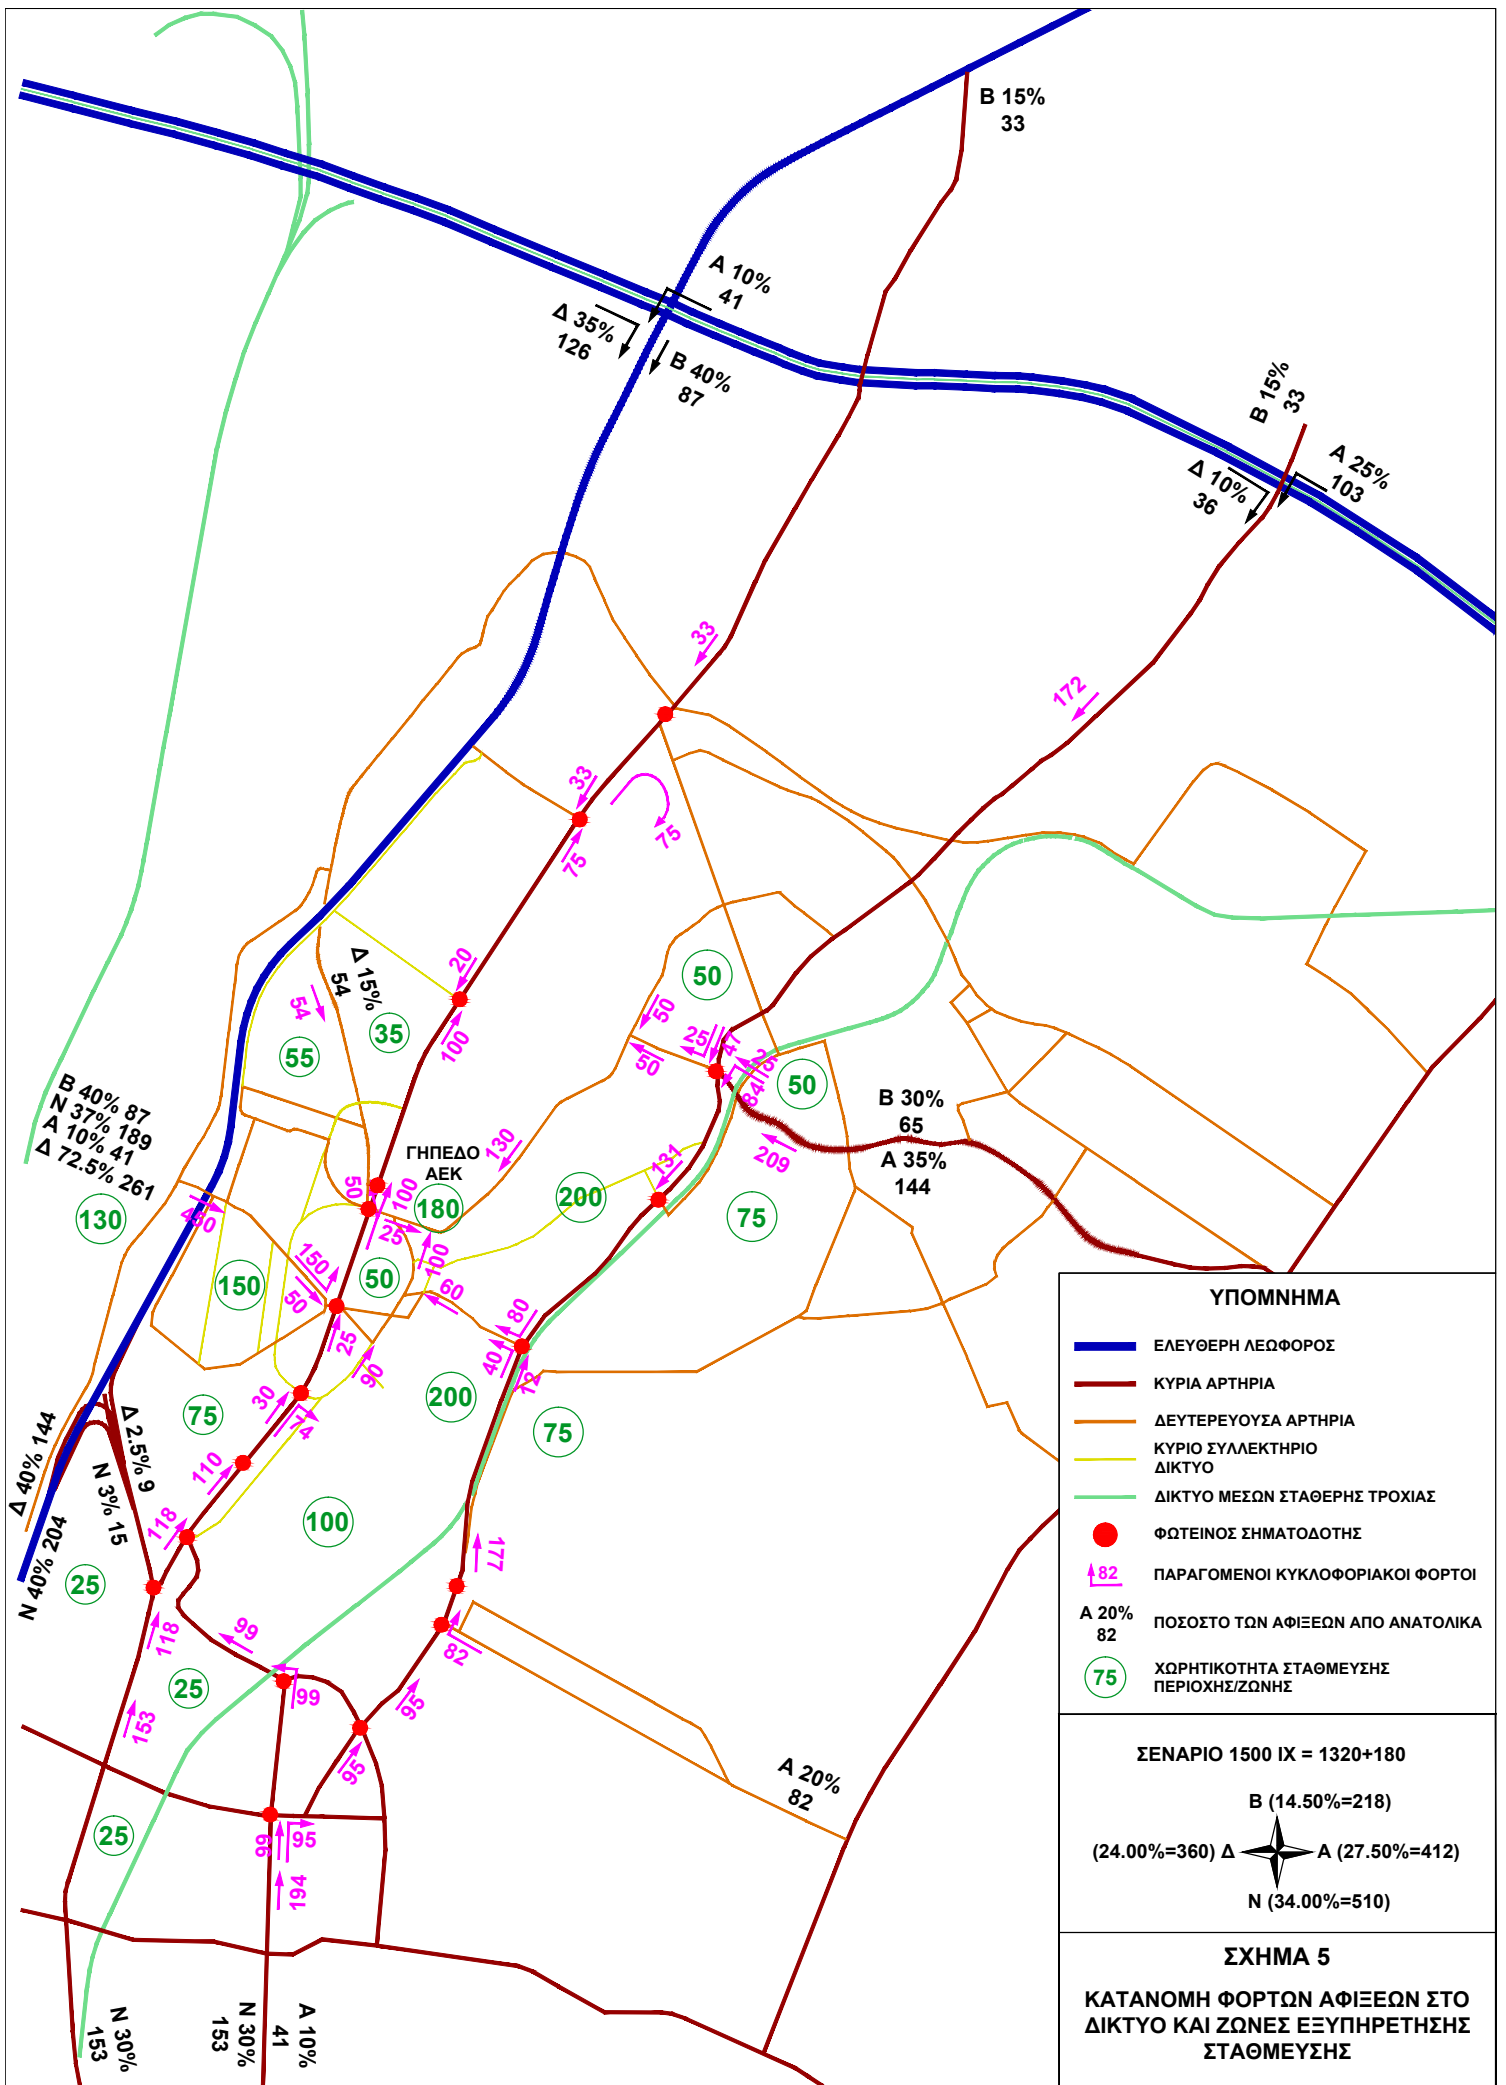 Β 15%
33
Α 10%
41
Δ 35%
126
Β 40%
87
Β 15%
33
Α 25%
103
Δ 10%
36
33
172
33
75
75
20
100
Δ 15%
54
54
35
55
50
50
50
25
47
25
84
50
Β 30%
65
Α 35%
144
209
131
130
ΓΗΠΕΔΟ
ΑΕΚ
180
200
75
50
100
25
100
Β 40% 87
Ν 37% 189
Α 10% 41
Δ 72.5% 261
130
430
150
150
50
50
60
80
40
12
25
90
200
75
30
74
75
110
118
100
Δ 40% 144
Δ 2.5% 9
Ν 3% 15
Ν 40% 204
25
118
99
99
25
153
177
82
95
95
25
99
95
194
Α 20%
82
Ν 30%
153
Ν 30%
153
Α 10%
41
ΥΠΟΜΝΗΜΑ
ΕΛΕΥΘΕΡΗ ΛΕΩΦΟΡΟΣ
ΚΥΡΙΑ ΑΡΤΗΡΙΑ
ΔΕΥΤΕΡΕΥΟΥΣΑ ΑΡΤΗΡΙΑ
ΚΥΡΙΟ ΣΥΛΛΕΚΤΗΡΙΟ
ΔΙΚΤΥΟ
ΔΙΚΤΥΟ ΜΕΣΩΝ ΣΤΑΘΕΡΗΣ ΤΡΟΧΙΑΣ
ΦΩΤΕΙΝΟΣ ΣΗΜΑΤΟΔΟΤΗΣ
82 ΠΑΡΑΓΟΜΕΝΟΙ ΚΥΚΛΟΦΟΡΙΑΚΟΙ ΦΟΡΤΟΙ
Α 20%
82
ΠΟΣΟΣΤΟ ΤΩΝ ΑΦΙΞΕΩΝ ΑΠΟ ΑΝΑΤΟΛΙΚΑ
75
ΧΩΡΗΤΙΚΟΤΗΤΑ ΣΤΑΘΜΕΥΣΗΣ
ΠΕΡΙΟΧΗΣ/ΖΩΝΗΣ
ΣΕΝΑΡΙΟ 1500 ΙΧ = 1320+180
Β (14.50%=218)
(24.00%=360) Δ Α (27.50%=412)
Ν (34.00%=510)
ΣΧΗΜΑ 5
ΚΑΤΑΝΟΜΗ ΦΟΡΤΩΝ ΑΦΙΞΕΩΝ ΣΤΟ
ΔΙΚΤΥΟ ΚΑΙ ΖΩΝΕΣ ΕΞΥΠΗΡΕΤΗΣΗΣ
ΣΤΑΘΜΕΥΣΗΣ